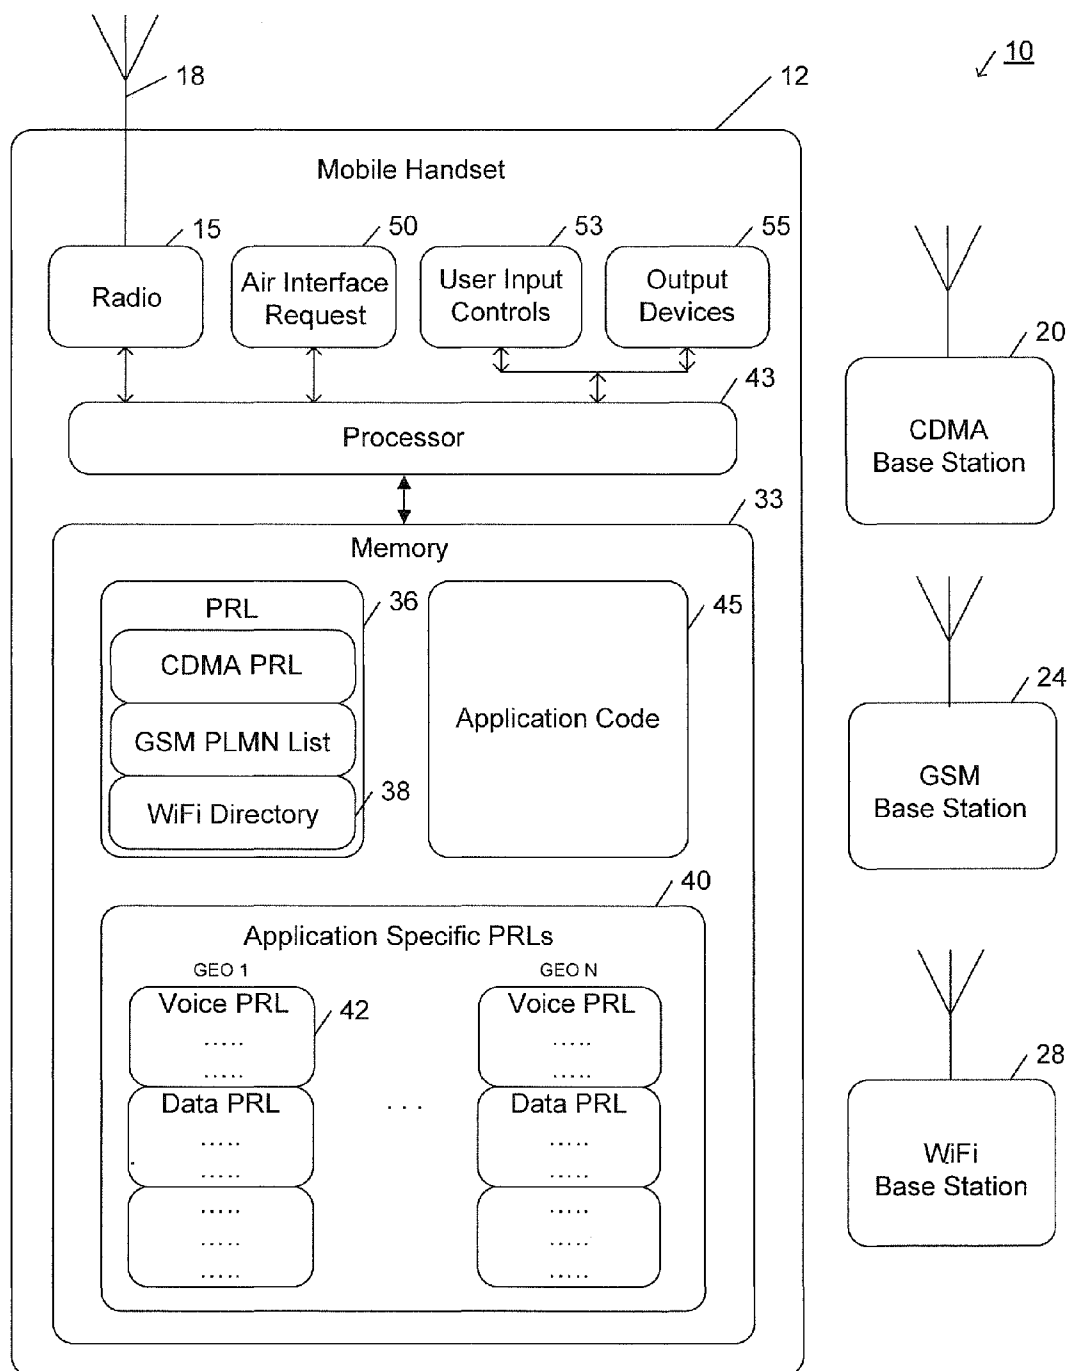 18
10
12
Mobile Handset
15
50
53
55
Radio
Air Interface
Request
User Input
Controls
Output
Devices
20
43
Processor
CDMA
Base Station
33
Memory
36
45
PRL
CDMA PRL
GSM PLMN List
38
WiFi Directory
Application Code
24
GSM
Base Station
40
Application Specific PRLs
GEO 1
GEO N
Voice PRL
42
.....
.....
Data PRL
.....
.....
.....
.....
.....
. . .
Voice PRL
.....
.....
Data PRL
.....
.....
.....
.....
.....
28
WiFi
Base Station